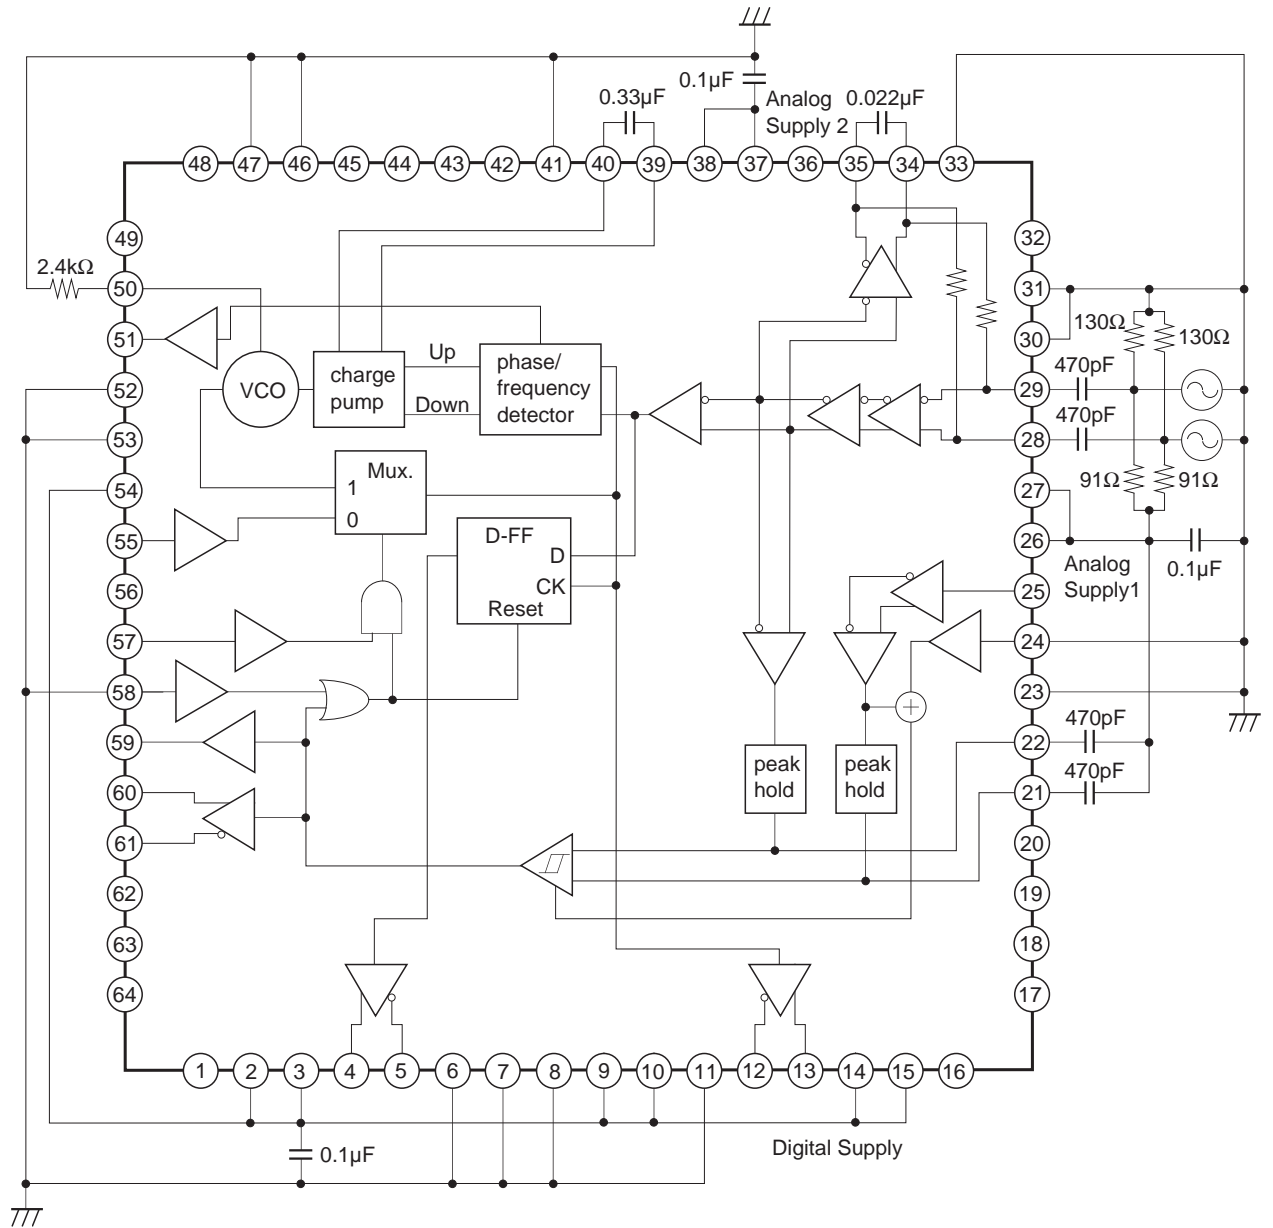 0.1µF
Analog
Supply 2
0.33µF
0.022µF
48 47 46 45 44 43 42 41 40 39 38 37 36 35 34 33
49
50
51
52
53
54
55
56
57
58
59
60
61
62
63
64
2.4kΩ
VCO
charge
pump
Up
Down
phase/
frequency
detector
Mux.
1
0
D-FF
D
CK
Reset
peak
hold
peak
hold
32
31
30
29
28
27
26
25
24
23
22
21
20
19
18
17
130Ω
130Ω
470pF
470pF
91Ω
91Ω
Analog
Supply1
0.1µF
470pF
470pF
1 2 3 4 5 6 7 8 9 10 11 12 13 14 15 16
0.1µF
Digital Supply